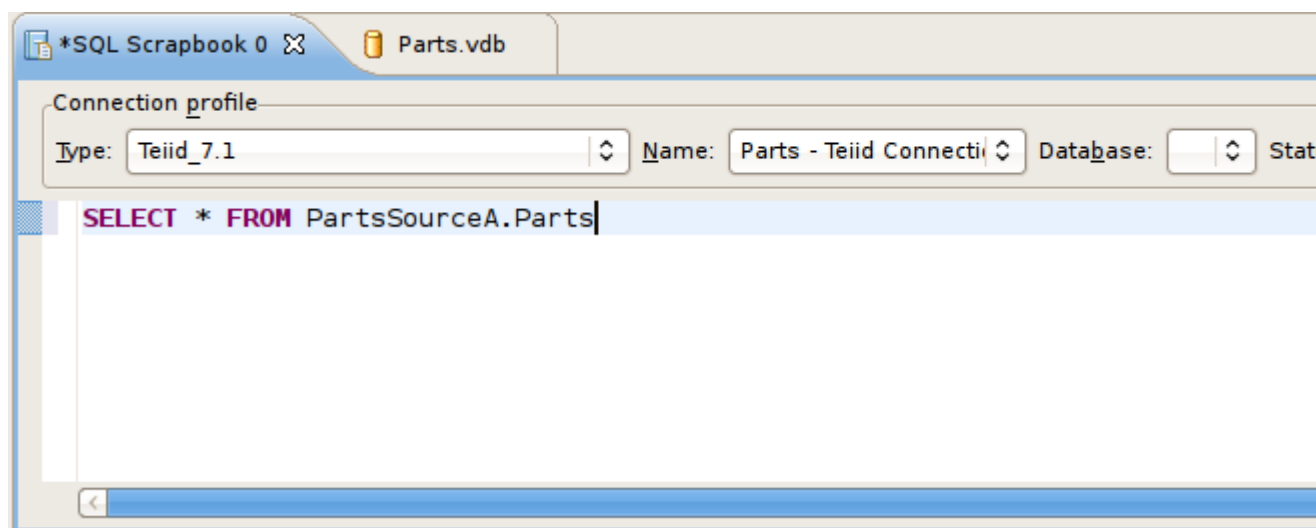 *SQL Scrapbook 0 Parts.vdb
Connection profile
Type: Teiid_7.1 Name: Parts - Teiid Connecti Database: Stat
SELECT * FROM PartsSourceA.Parts